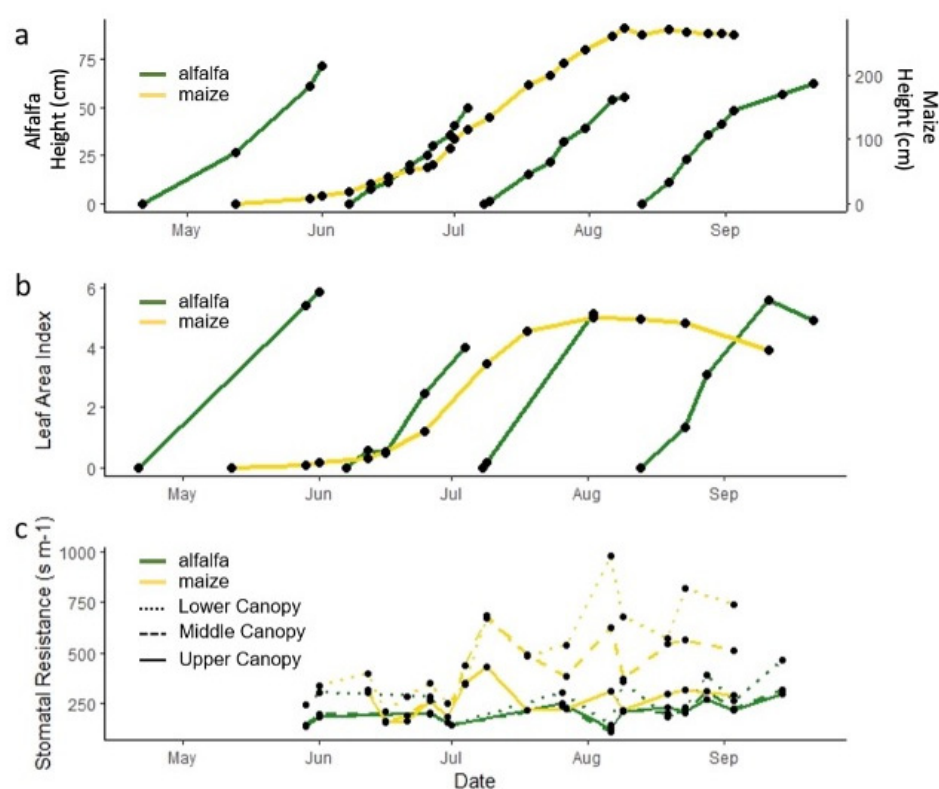 a
Alfalfa
Height (cm)
75
50
25
0
alfalfa
maize
200
100
0
Maize
Height (cm)
May
Jun
Jul
Aug
Sep
b
Leaf Area Index
6
4
2
0
alfalfa
maize
May
Jun
Jul
Aug
Sep
c
Stomatal Resistance (s m-1)
1000
750
500
250
alfalfa
maize
Lower Canopy
Middle Canopy
Upper Canopy
May
Jun
Jul
Aug
Sep
Date